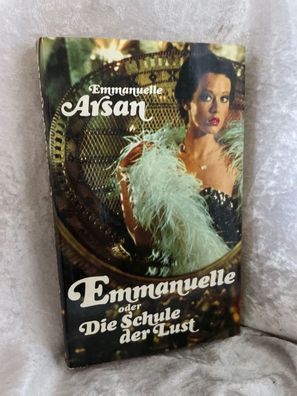 Emmanuelle
Arsan
Emmanuelle
oder
Die Schule
der Lust